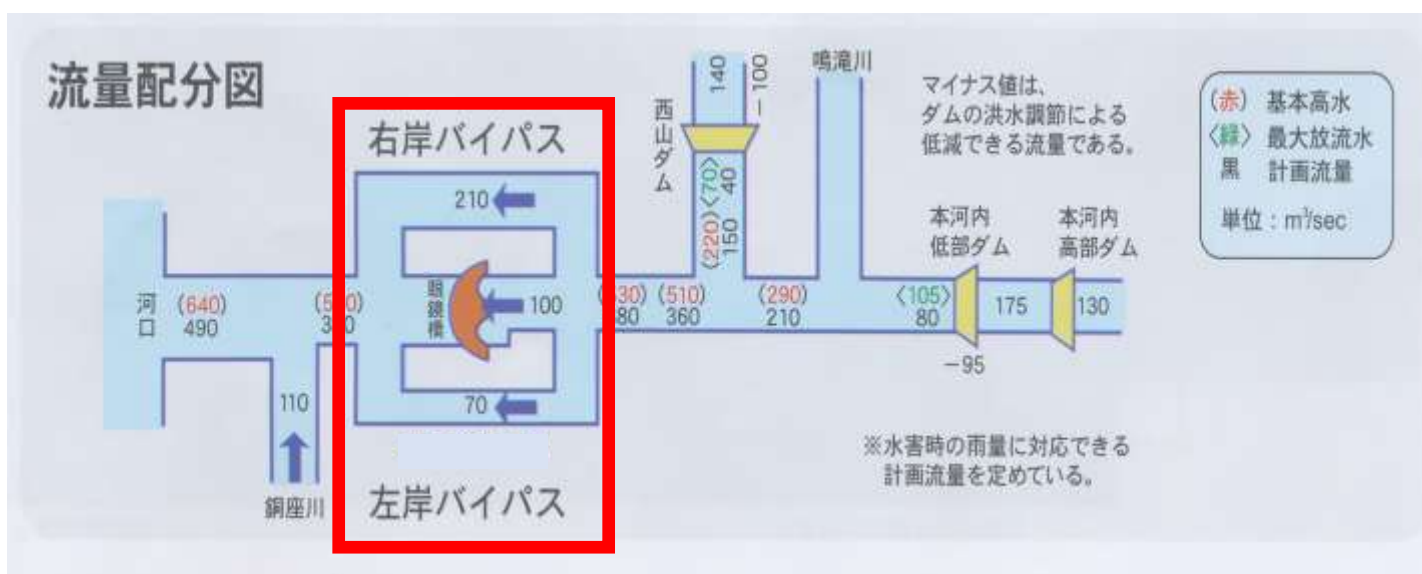 流量配分図
右岸バイパス
210
眼鏡橋
100
70
左岸バイパス
河口
(640)
490
110
銅座川
(510)
360
(290)
210
西山ダム
140
-100
〈70〉
40
(220)
150
鳴滝川
〈105〉
80
本河内
低部ダム
-95
175
本河内
高部ダム
130
マイナス値は、
ダムの洪水調節による
低減できる流量である。
(赤) 基本高水
〈緑〉 最大放流水
黒 計画流量
単位:m³/sec
※水害時の雨量に対応できる
計画流量を定めている。